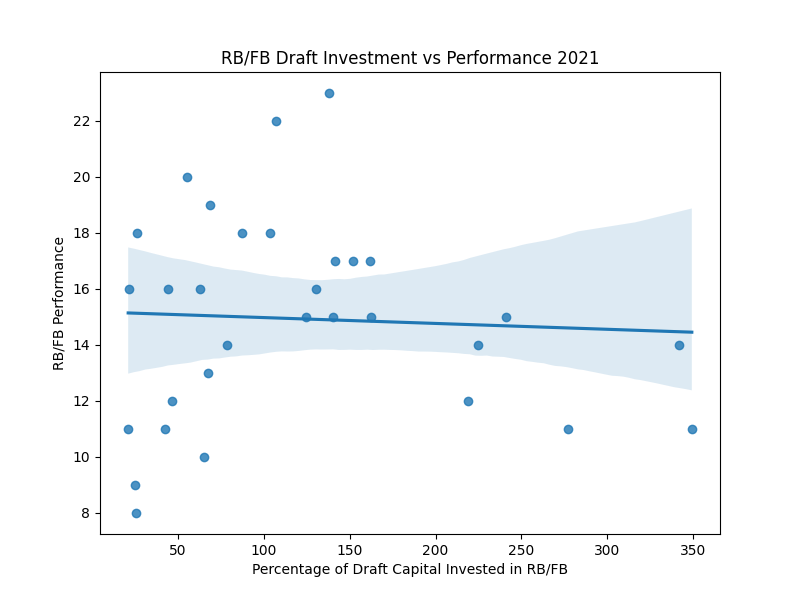 RB/FB Draft Investment vs Performance 2021
22
20
18
16
14
12
10
8
RB/FB Performance
50 100 150 200 250 300 350
Percentage of Draft Capital Invested in RB/FB